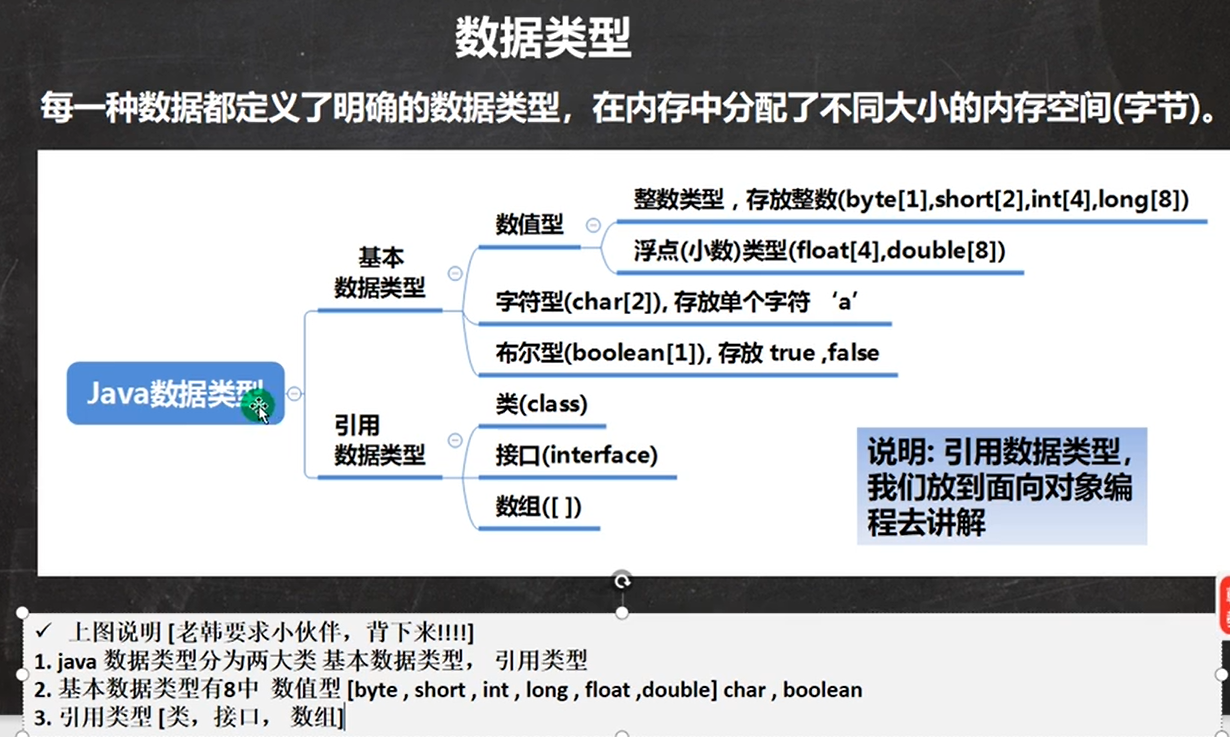 数据类型
每一种数据都定义了明确的数据类型，在内存中分配了不同大小的内存空间(字节)。
整数类型，存放整数(byte[1],short[2],int[4],long[8])
数值型
浮点(小数)类型(float[4],double[8])
基本
数据类型
字符型(char[2]), 存放单个字符 ‘a’
布尔型(boolean[1]), 存放 true ,false
Java数据类型
类(class)
引用
数据类型
接口(interface)
数组([ ])
说明: 引用数据类型，
我们放到面向对象编
程去讲解
✓ 上图说明 [老韩要求小伙伴，背下来!!!!]
1. java 数据类型分为两大类 基本数据类型， 引用类型
2. 基本数据类型有8中 数值型 [byte , short , int , long , float ,double] char , boolean
3. 引用类型 [类，接口， 数组]